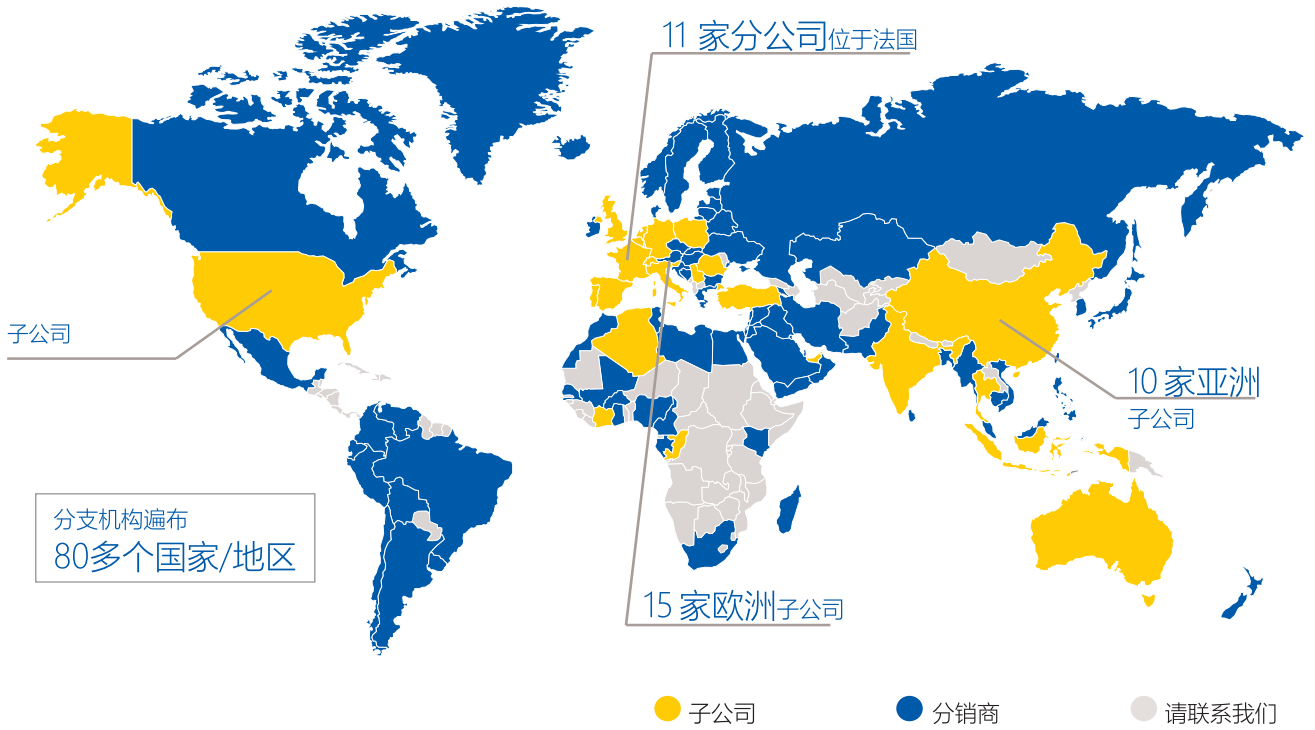 11 家分公司位于法国
子公司
10 家亚洲
子公司
分支机构遍布
80多个国家/地区
15 家欧洲子公司
子公司
分销商
请联系我们